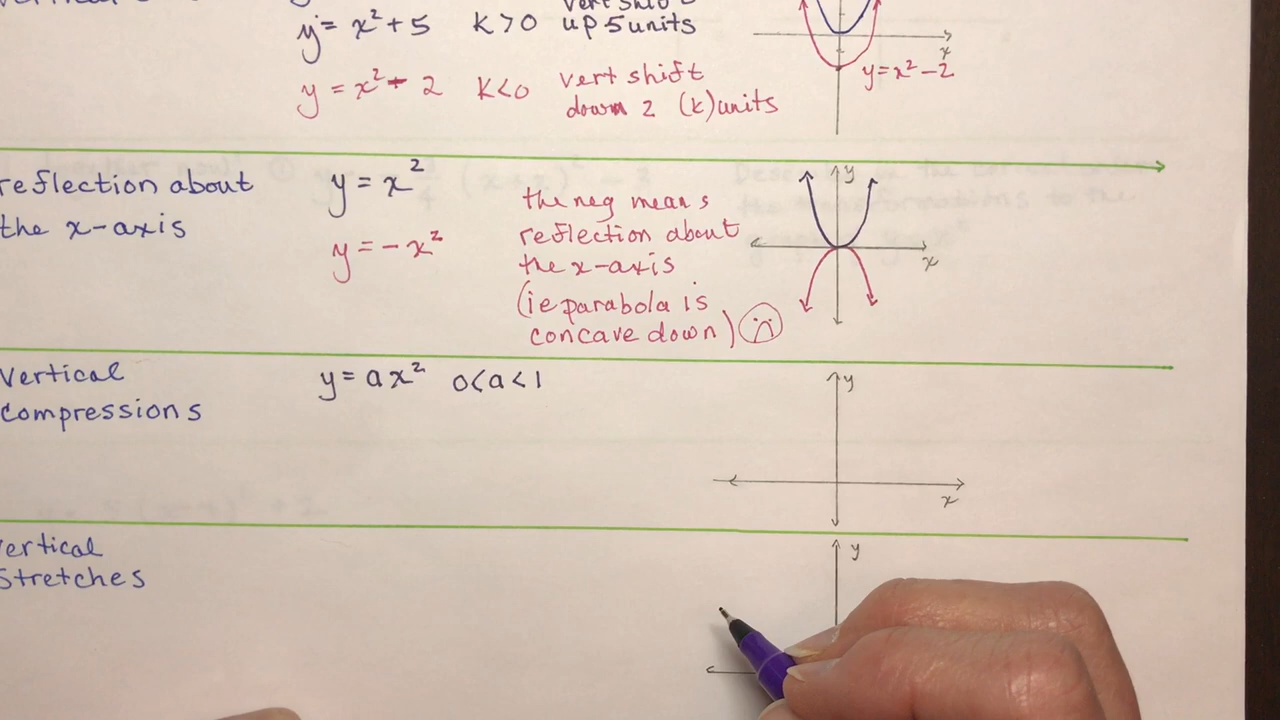 y = x² + 5 K > 0 up 5 units
y = x² - 2 K < 0 vert shift
down 2 (k) units
y = x² - 2
x
reflection about
the x-axis
y = x²
y = -x²
the neg means
reflection about
the x-axis
(ie parabola is
concave down)
y
x
Vertical
Compressions
y = ax² 0 < a < 1
y
x
ertical
Stretches
y